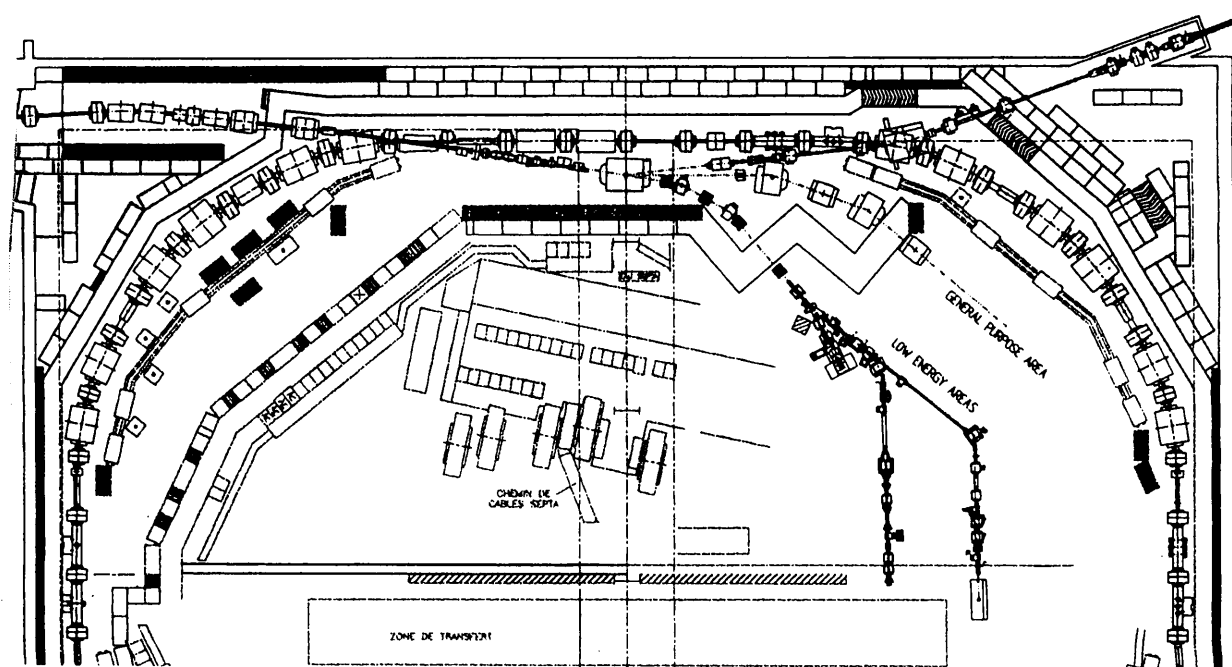 GENERAL PURPOSE AREA
LOW ENERGY AREAS
CHEMIN DE
CABLES SEPTA
ZONE DE TRANSFERT